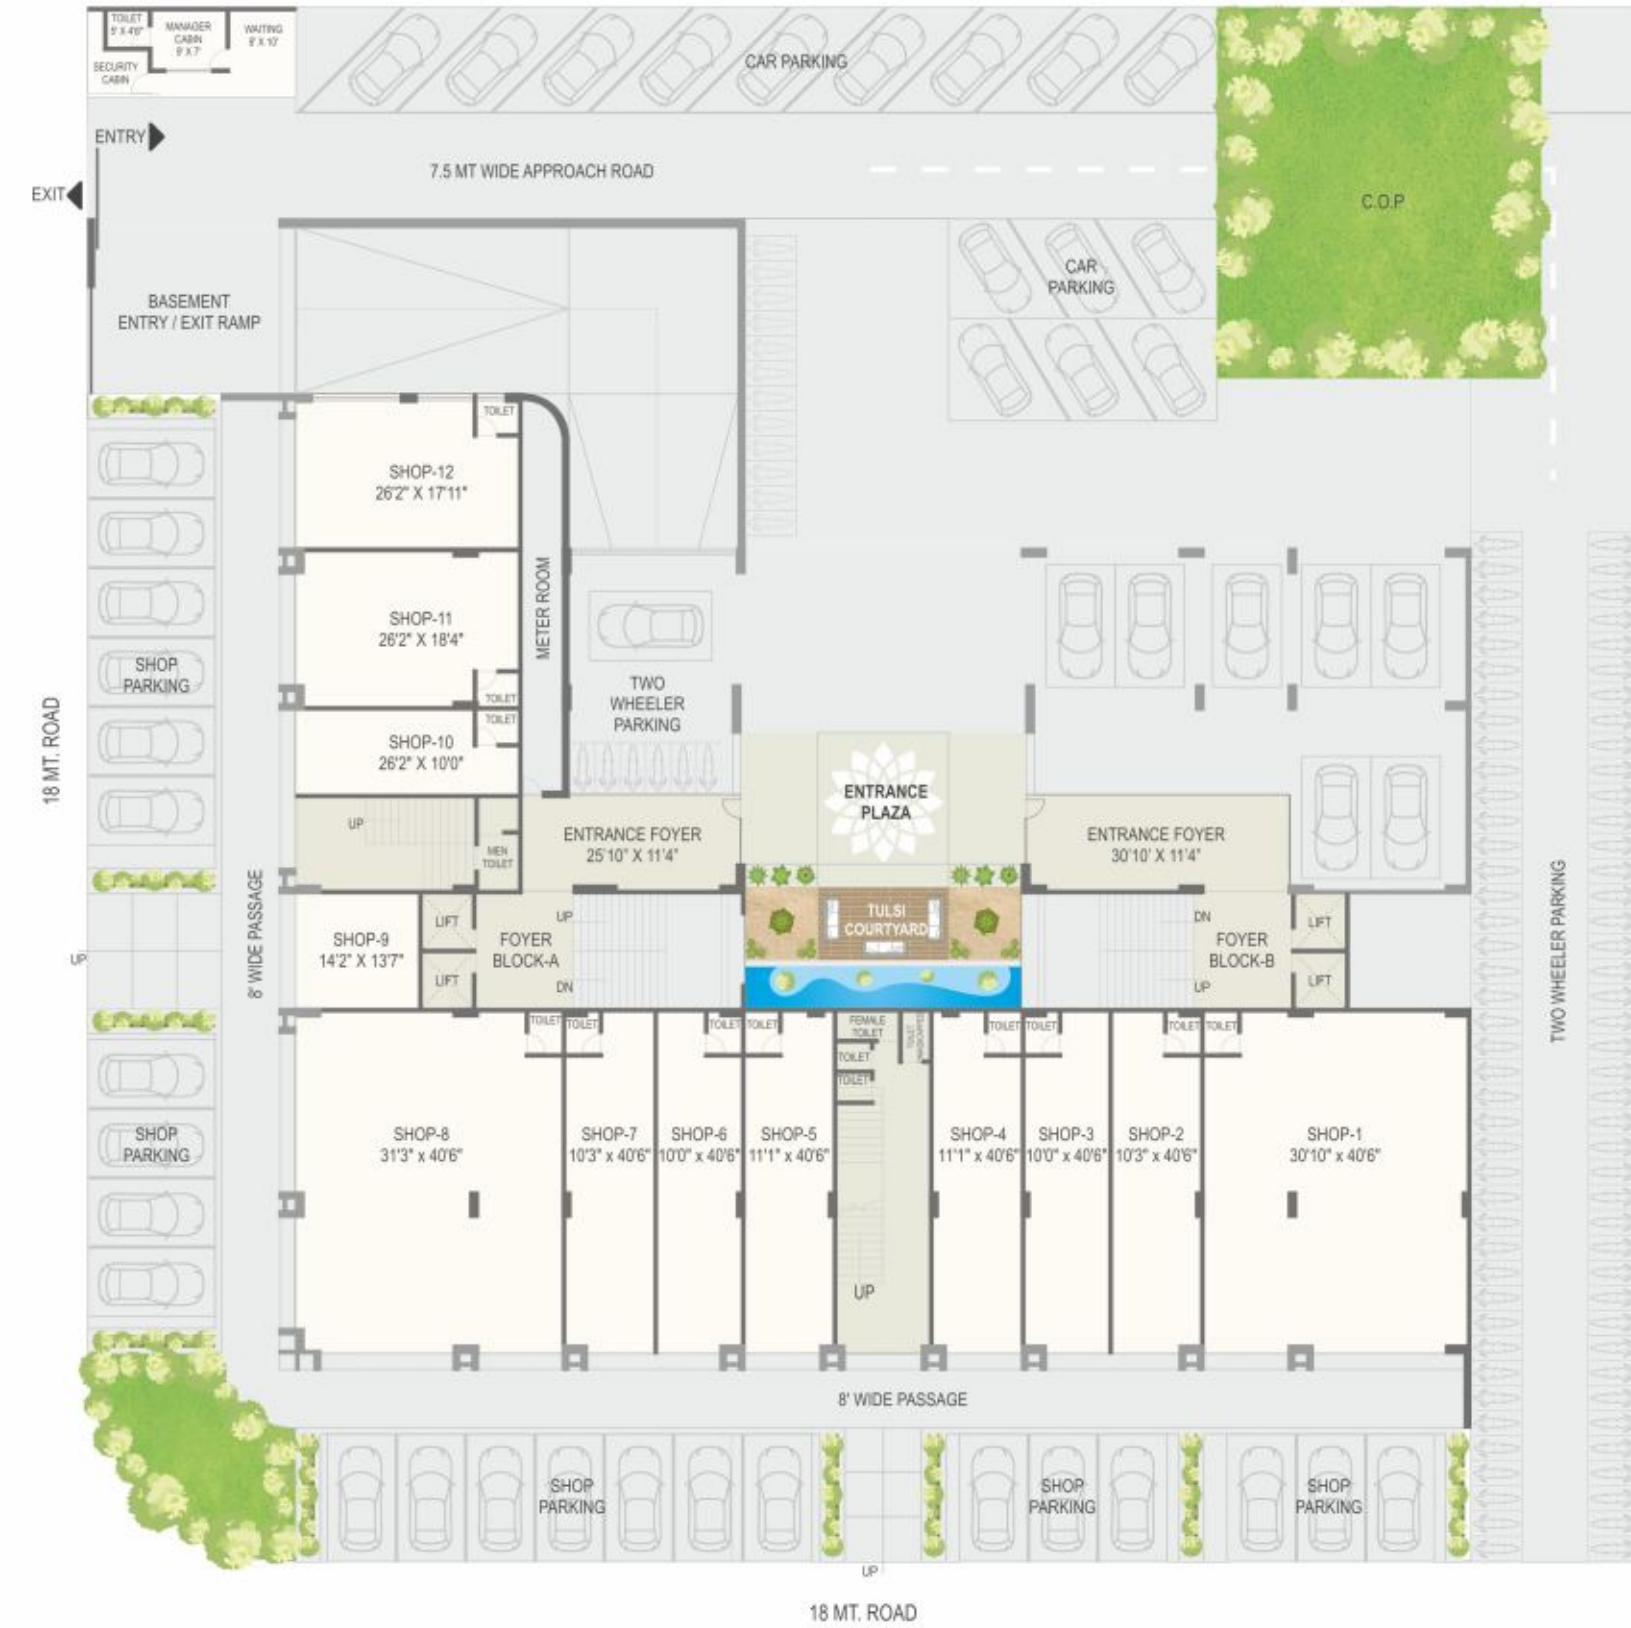 TOILET
5' X 4'6"
MANAGER
CABIN
9' X 7'
WAITING
9' X 10'
SECURITY
CABIN
CAR PARKING
ENTRY
7.5 MT WIDE APPROACH ROAD
EXIT
C.O.P
CAR
PARKING
BASEMENT
ENTRY / EXIT RAMP
TOILET
SHOP-12
26'2" X 17'11"
METER ROOM
SHOP-11
26'2" X 18'4"
TOILET
SHOP
PARKING
TWO
WHEELER
PARKING
TOILET
SHOP-10
26'2" X 10'0"
18 MT. ROAD
ENTRANCE
PLAZA
UP
MEN
TOILET
ENTRANCE FOYER
25'10" X 11'4"
ENTRANCE FOYER
30'10' X 11'4"
8' WIDE PASSAGE
TWO WHEELER PARKING
LIFT
UP
TULSI
COURTYARD
DN
LIFT
SHOP-9
14'2" X 13'7"
FOYER
BLOCK-A
FOYER
BLOCK-B
UP
LIFT
DN
UP
LIFT
TOILET
TOILET
TOILET
TOILET
FEMALE
TOILET
TOILET
TOILET
TOILET
TOILET
TOILET
TOILET
TOILET
SHOP-8
31'3" x 40'6"
SHOP-7
10'3" x 40'6"
SHOP-6
10'0" x 40'6"
SHOP-5
11'1" x 40'6"
SHOP-4
11'1" x 40'6"
SHOP-3
10'0" x 40'6"
SHOP-2
10'3" x 40'6"
SHOP-1
30'10" x 40'6"
SHOP
PARKING
UP
8' WIDE PASSAGE
SHOP
PARKING
SHOP
PARKING
SHOP
PARKING
UP
18 MT. ROAD